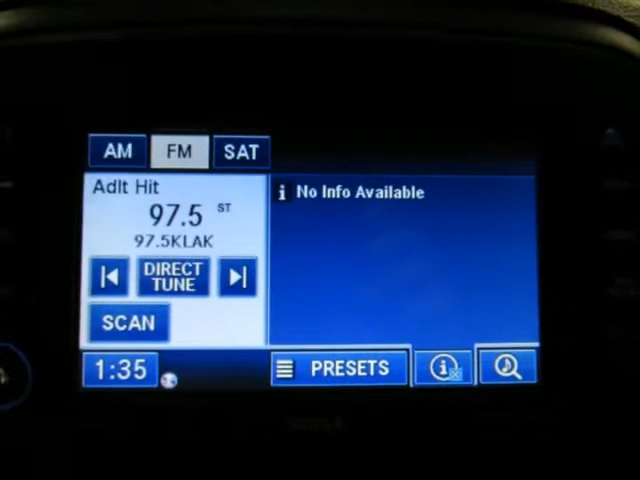 AM FM SAT
Adlt Hit
97.5 ST
97.5KLAK
DIRECT
TUNE
SCAN
i No Info Available
1:35
PRESETS